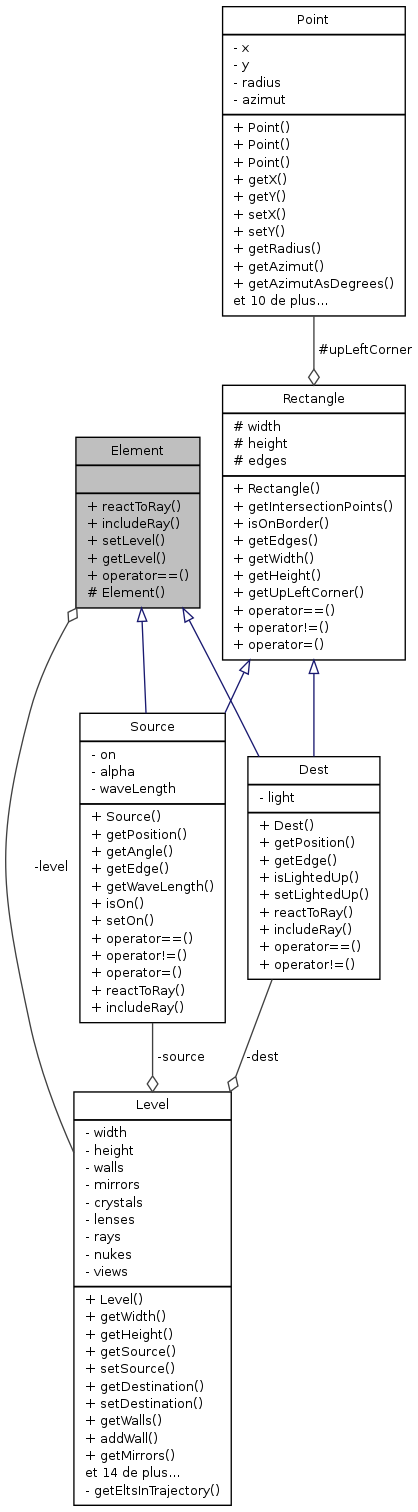 Point
- x
- y
- radius
- azimut
+ Point()
+ Point()
+ Point()
+ getX()
+ getY()
+ setX()
+ setY()
+ getRadius()
+ getAzimut()
+ getAzimutAsDegrees()
et 10 de plus...
#upLeftCorner
Rectangle
# width
# height
# edges
+ Rectangle()
+ getIntersectionPoints()
+ isOnBorder()
+ getEdges()
+ getWidth()
+ getHeight()
+ getUpLeftCorner()
+ operator==()
+ operator!=()
+ operator=()
Element
+ reactToRay()
+ includeRay()
+ setLevel()
+ getLevel()
+ operator==()
# Element()
Source
- on
- alpha
- waveLength
+ Source()
+ getPosition()
+ getAngle()
+ getEdge()
+ getWaveLength()
+ isOn()
+ setOn()
+ operator==()
+ operator!=()
+ operator=()
+ reactToRay()
+ includeRay()
Dest
- light
+ Dest()
+ getPosition()
+ getEdge()
+ isLightedUp()
+ setLightedUp()
+ reactToRay()
+ includeRay()
+ operator==()
+ operator!=()
-level
-source
-dest
Level
- width
- height
- walls
- mirrors
- crystals
- lenses
- rays
- nukes
- views
+ Level()
+ getWidth()
+ getHeight()
+ getSource()
+ setSource()
+ getDestination()
+ setDestination()
+ getWalls()
+ addWall()
+ getMirrors()
et 14 de plus...
- getEltsInTrajectory()